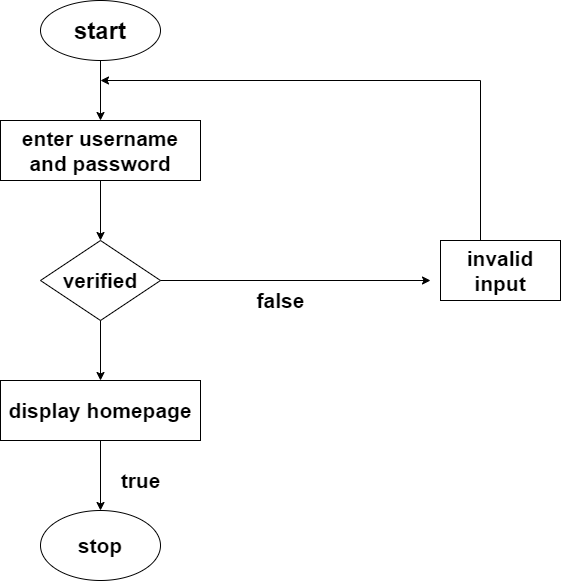 start
enter username
and password
verified
false
invalid
input
display homepage
true
stop